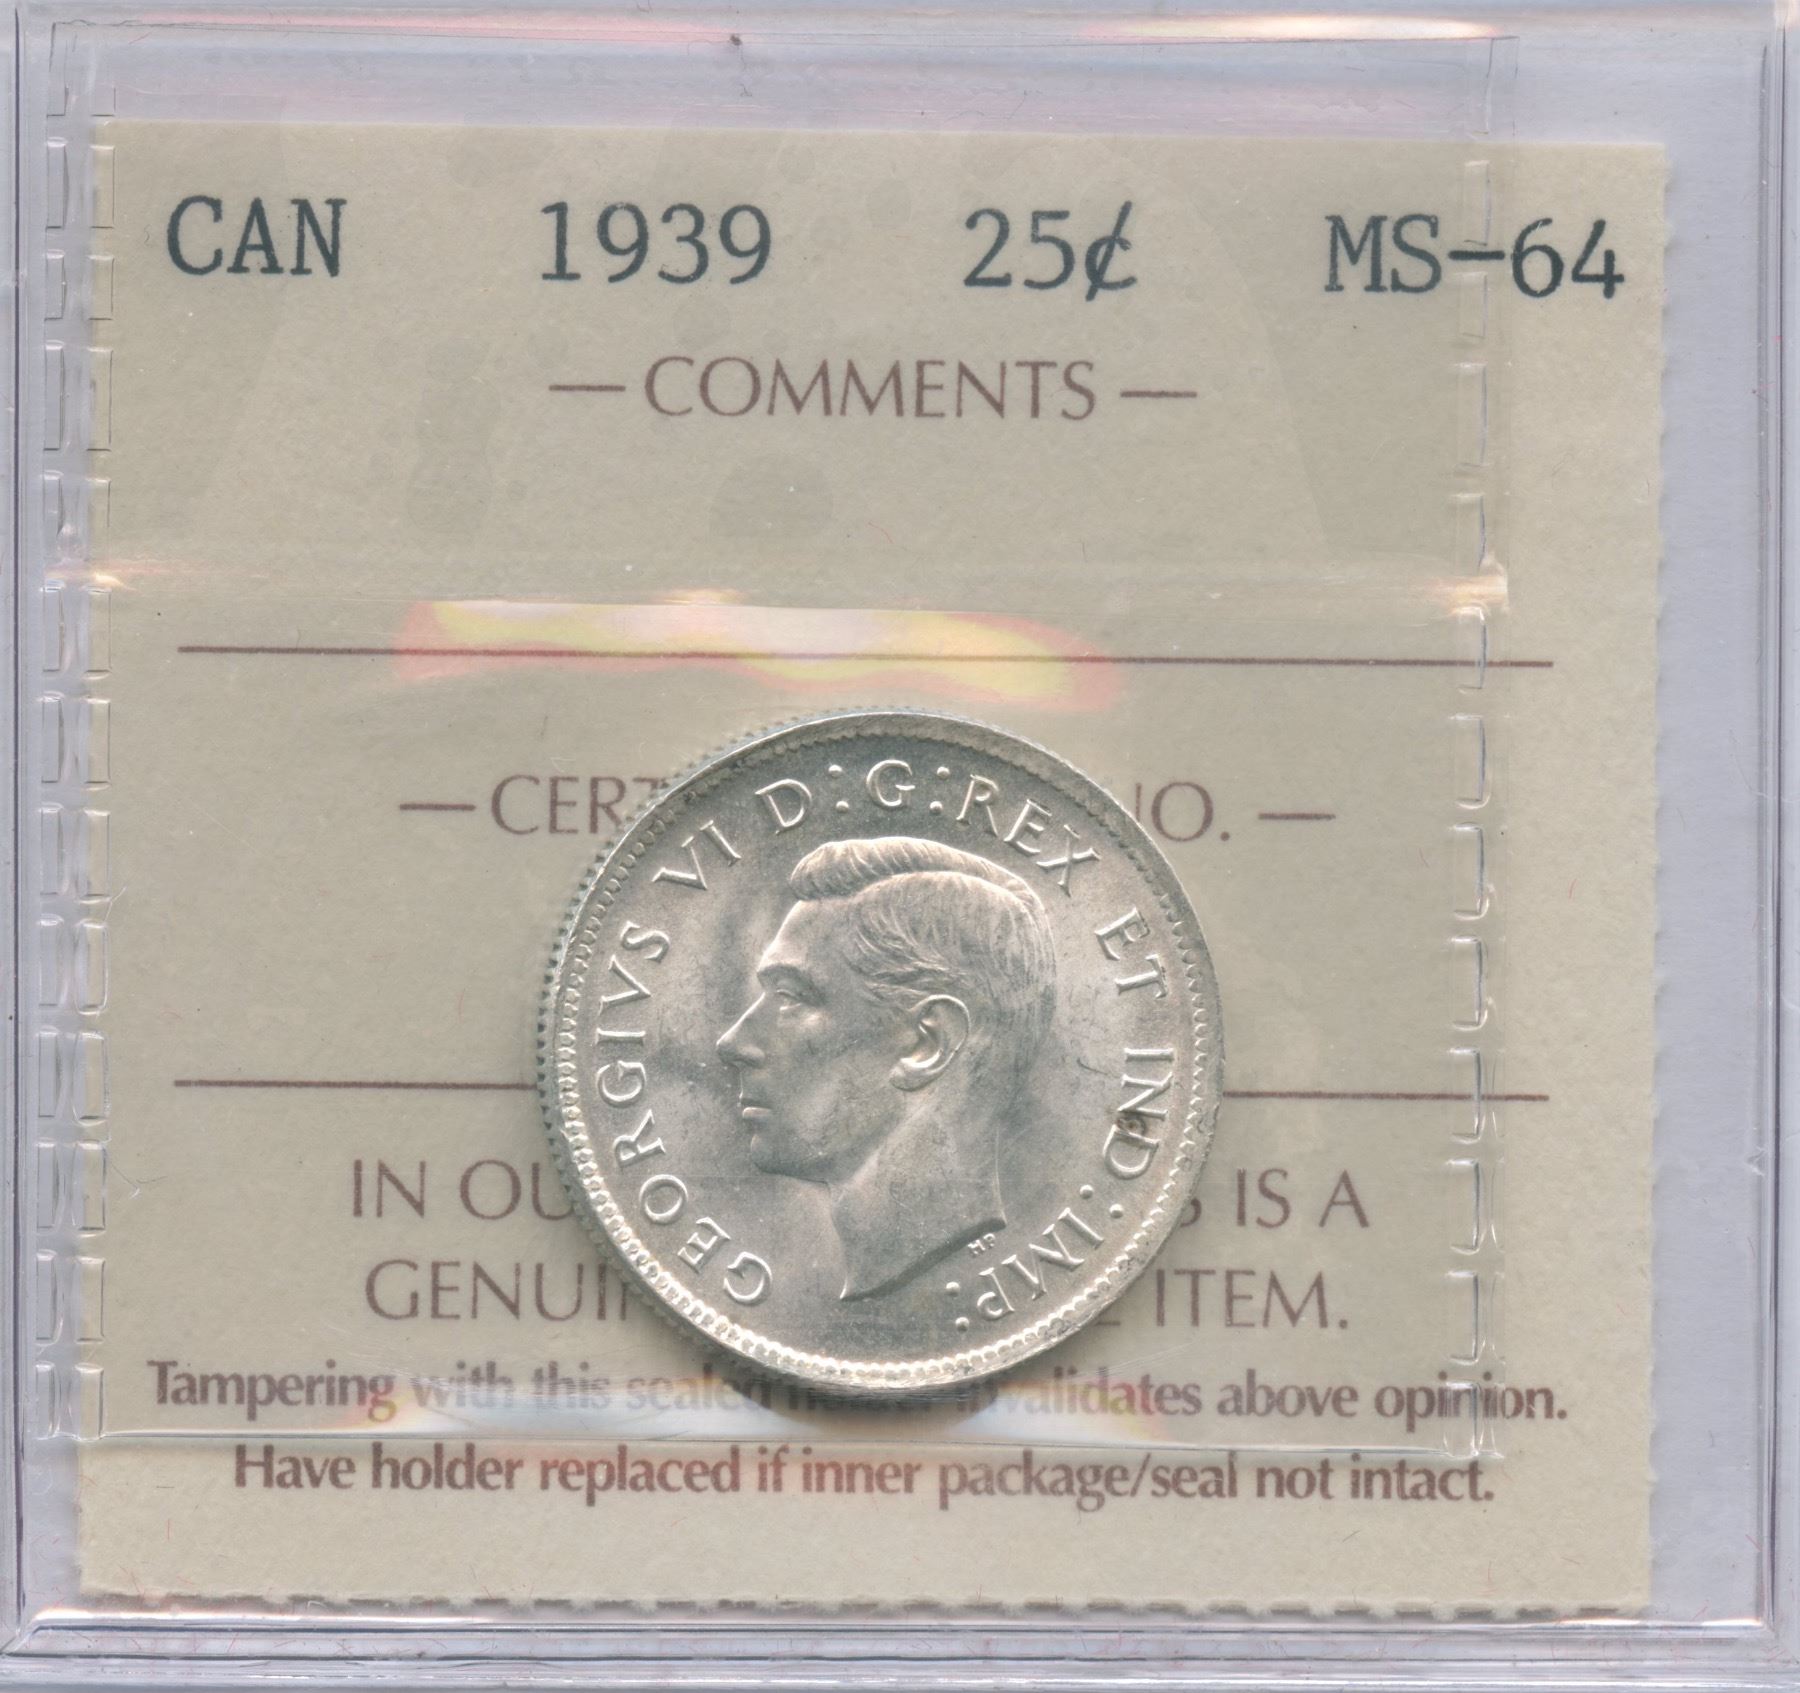 CAN 1939 25¢ MS-64
— COMMENTS —
— CERT NO. —
GEORGIVS VI D:G:REX ET IND:IMP:
HP
IN OU IS A
GENUI ITEM.
Tampering with this sealed invalidates above opinion.
Have holder replaced if inner package/seal not intact.